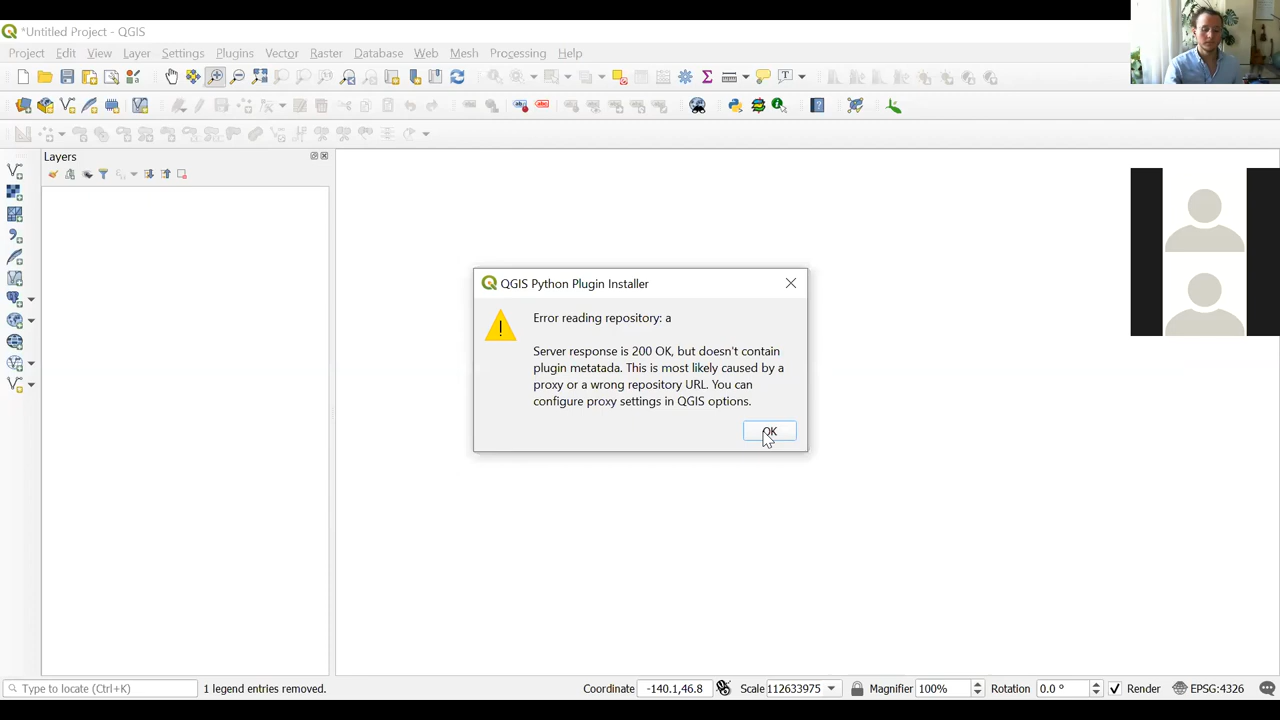 *Untitled Project - QGIS
Project Edit View Layer Settings Plugins Vector Raster Database Web Mesh Processing Help
Layers
QGIS Python Plugin Installer
Error reading repository: a
Server response is 200 OK, but doesn't contain
plugin metatada. This is most likely caused by a
proxy or a wrong repository URL. You can
configure proxy settings in QGIS options.
OK
Type to locate (Ctrl+K) 1 legend entries removed. Coordinate -140.1,46.8 Scale 112633975 Magnifier 100% Rotation 0.0 ° Render EPSG:4326